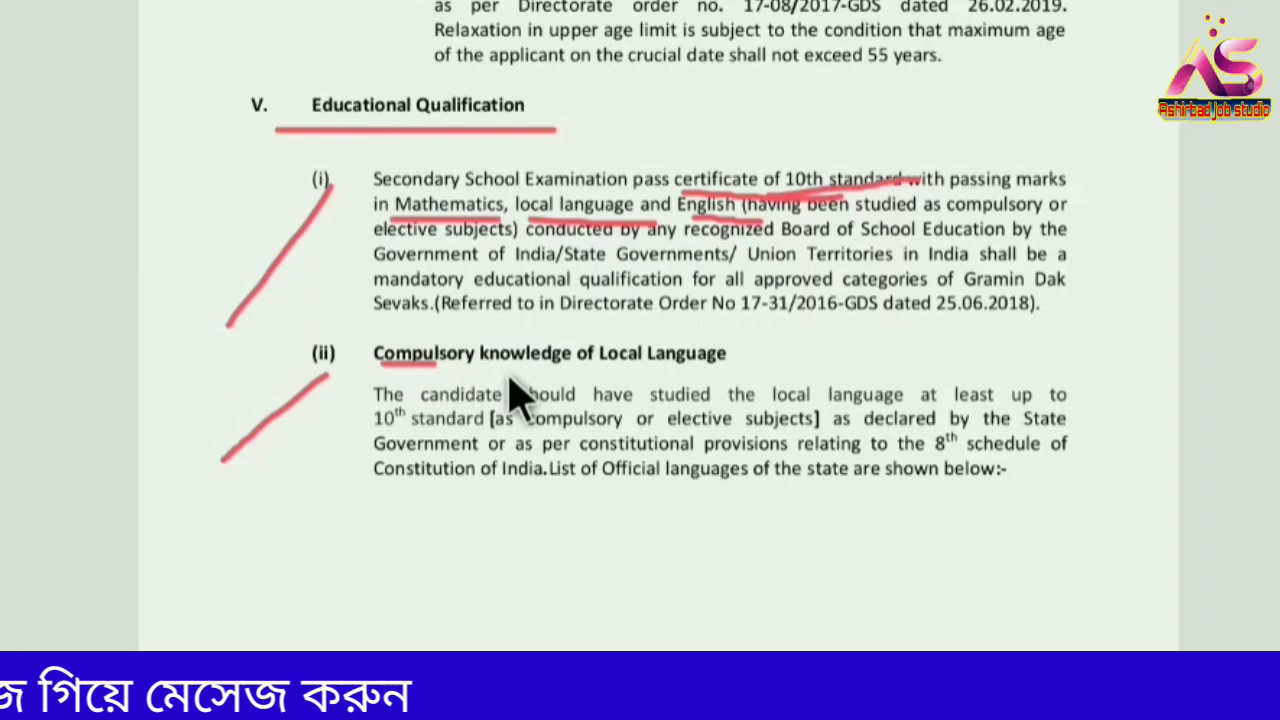 as per Directorate order no. 17-08/2017-GDS dated 26.02.2019.
Relaxation in upper age limit is subject to the condition that maximum age
of the applicant on the crucial date shall not exceed 55 years.
V. Educational Qualification
(i) Secondary School Examination pass certificate of 10th standard with passing marks
in Mathematics, local language and English (having been studied as compulsory or
elective subjects) conducted by any recognized Board of School Education by the
Government of India/State Governments/ Union Territories in India shall be a
mandatory educational qualification for all approved categories of Gramin Dak
Sevaks.(Referred to in Directorate Order No 17-31/2016-GDS dated 25.06.2018).
(ii) Compulsory knowledge of Local Language
The candidate should have studied the local language at least up to
10th standard [as compulsory or elective subjects] as declared by the State
Government or as per constitutional provisions relating to the 8th schedule of
Constitution of India.List of Official languages of the state are shown below:-
AS
Ashirbad job studio
জ গিয়ে মেসেজ করুন